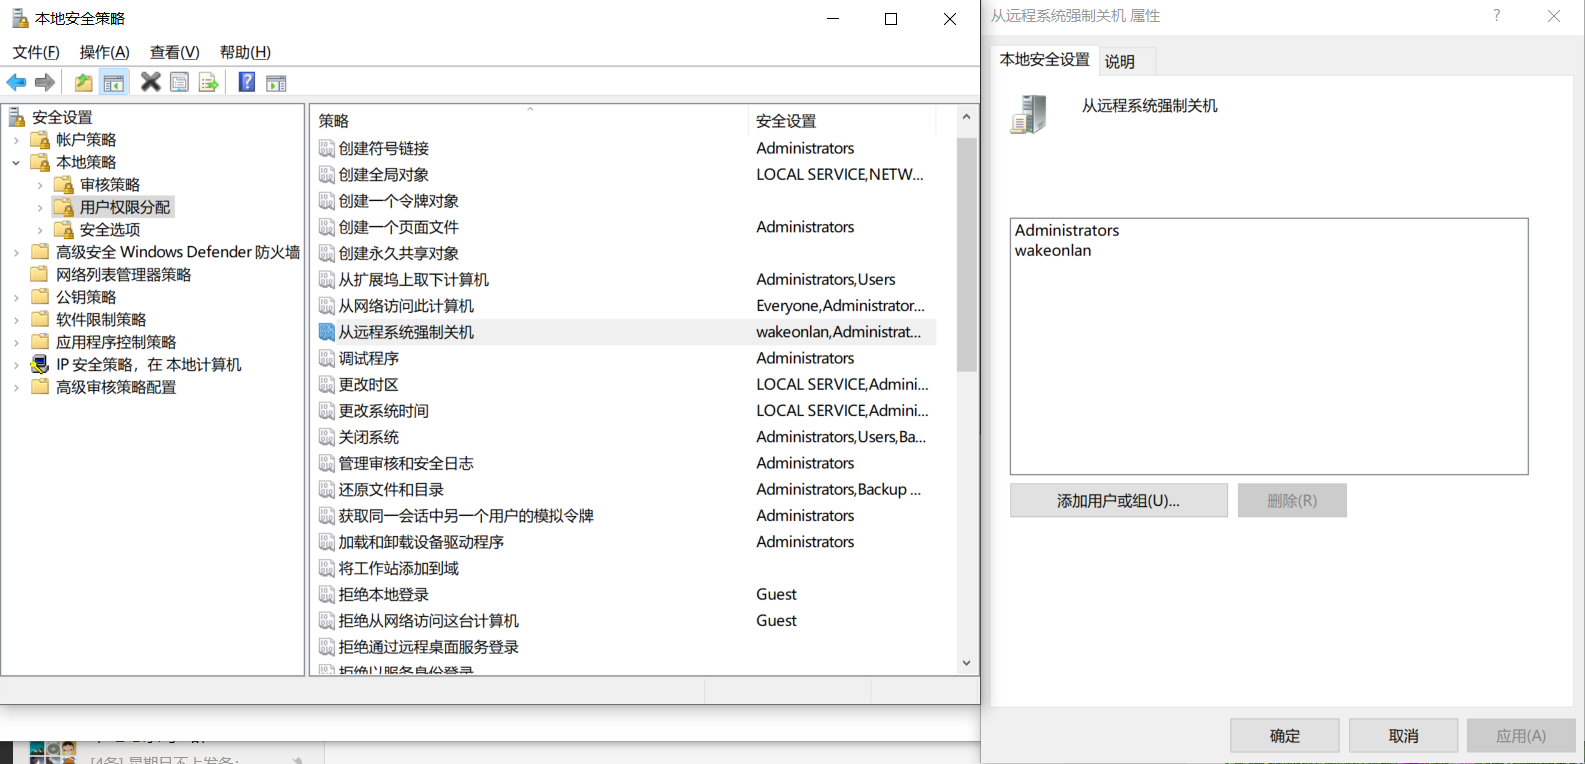 本地安全策略
文件(F) 操作(A) 查看(V) 帮助(H)
安全设置
帐户策略
本地策略
审核策略
用户权限分配
安全选项
高级安全 Windows Defender 防火墙
网络列表管理器策略
公钥策略
软件限制策略
应用程序控制策略
IP 安全策略，在 本地计算机
高级审核策略配置
策略 安全设置
创建符号链接 Administrators
创建全局对象 LOCAL SERVICE,NETW...
创建一个令牌对象
创建一个页面文件 Administrators
创建永久共享对象
从扩展坞上取下计算机 Administrators,Users
从网络访问此计算机 Everyone,Administrator...
从远程系统强制关机 wakeonlan,Administrat...
调试程序 Administrators
更改时区 LOCAL SERVICE,Admini...
更改系统时间 LOCAL SERVICE,Admini...
关闭系统 Administrators,Users,Ba...
管理审核和安全日志 Administrators
还原文件和目录 Administrators,Backup ...
获取同一会话中另一个用户的模拟令牌 Administrators
加载和卸载设备驱动程序 Administrators
将工作站添加到域
拒绝本地登录 Guest
拒绝从网络访问这台计算机 Guest
拒绝通过远程桌面服务登录
拒绝以服务身份登录
从远程系统强制关机 属性
本地安全设置 说明
从远程系统强制关机
Administrators
wakeonlan
添加用户或组(U)... 删除(R)
确定 取消 应用(A)